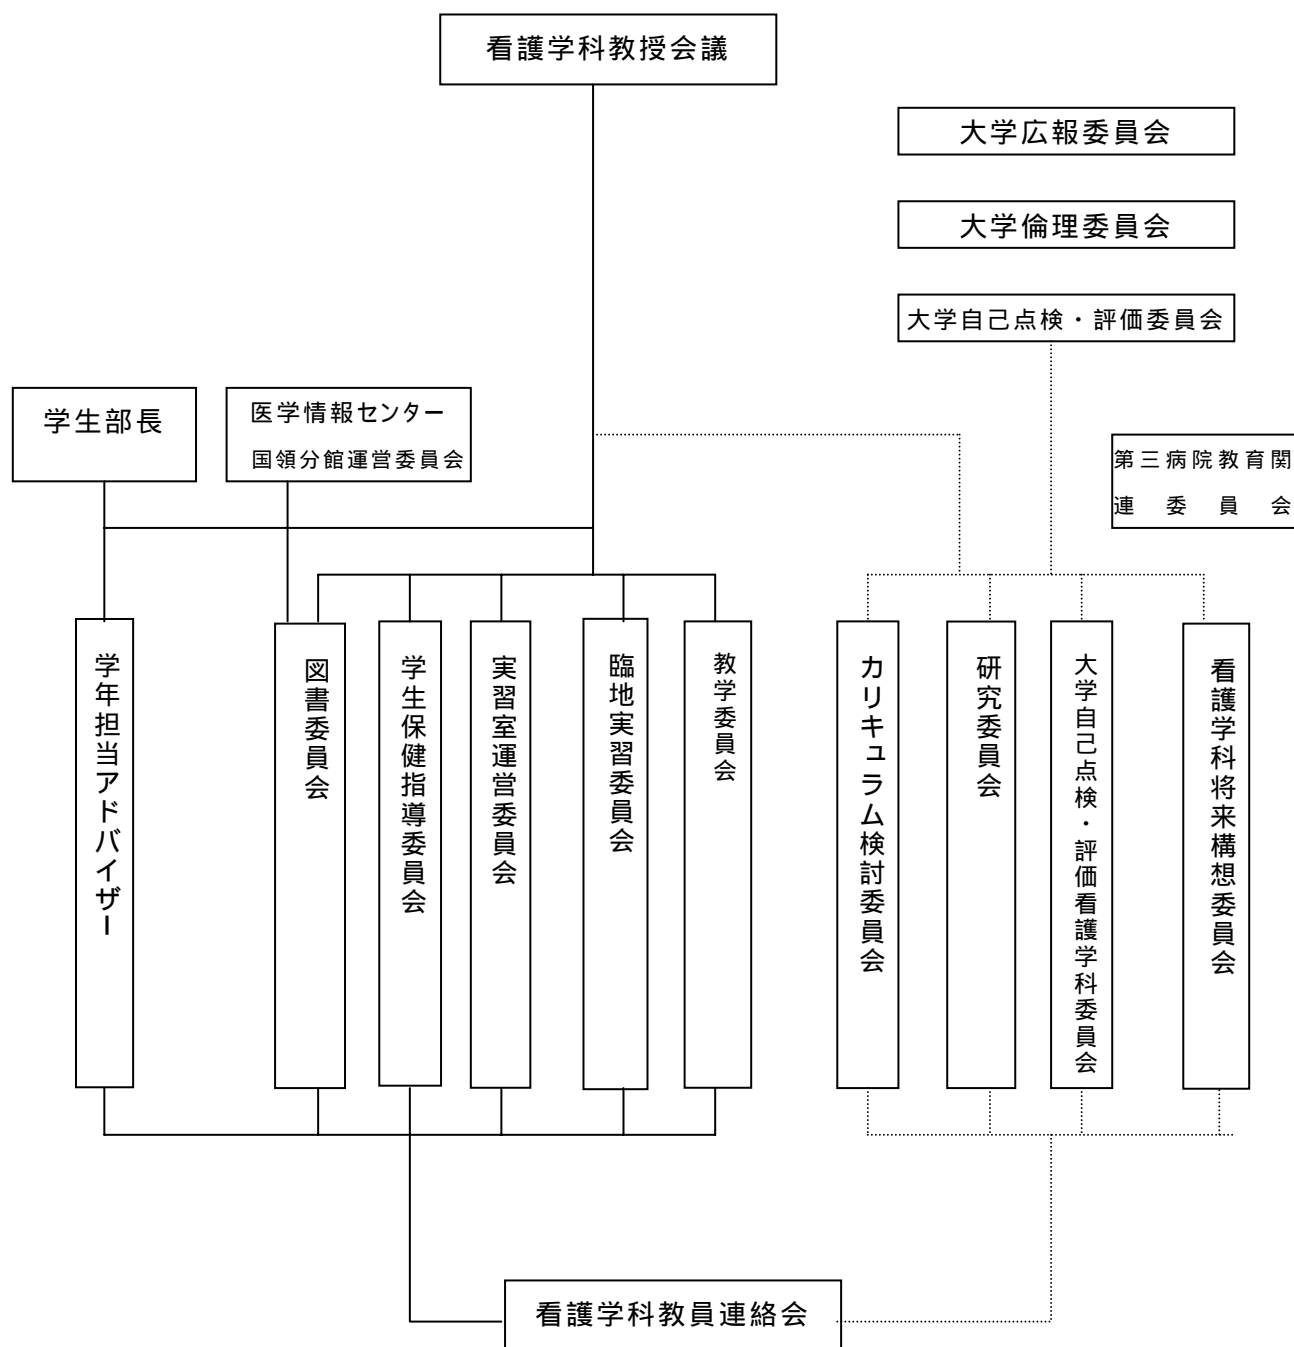 看護学科教授会議
大学広報委員会
大学倫理委員会
大学自己点検・評価委員会
学生部長
医学情報センター
国領分館運営委員会
第三病院教育関
連委員会
学年担当アドバイザー
図書委員会
学生保健指導委員会
実習室運営委員会
臨地実習委員会
教学委員会
カリキュラム検討委員会
研究委員会
大学自己点検・評価看護学科委員会
看護学科将来構想委員会
看護学科教員連絡会